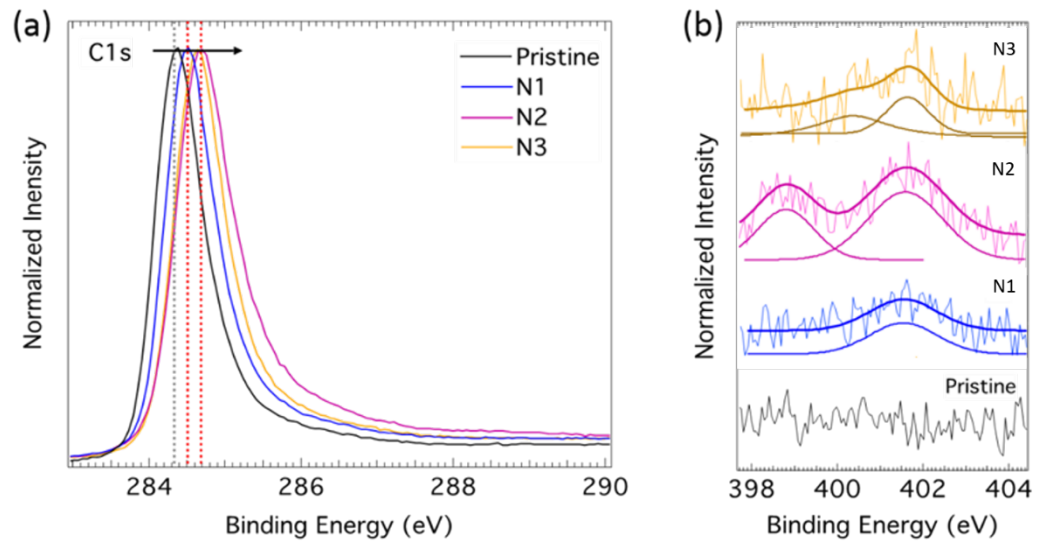 (a)
C1s
Pristine
N1
N2
N3
Normalized Inensity
284
286
288
290
Binding Energy (eV)
(b)
N3
N2
N1
Pristine
Normalized Intensity
398
400
402
404
Binding Energy (eV)